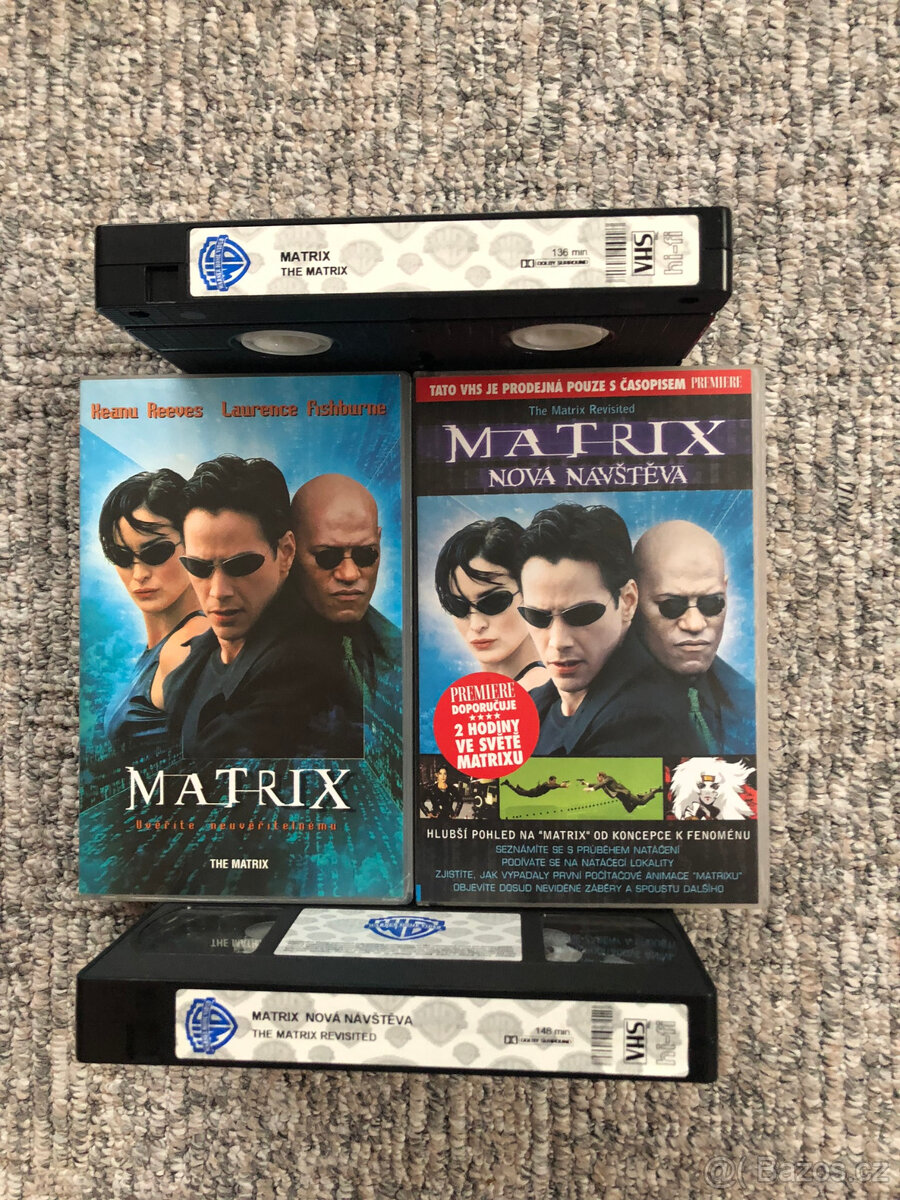 MATRIX
THE MATRIX
136 min.
DOLBY SURROUND
VHS
hi-fi
Keanu Reeves Laurence Fishburne
MATRIX
Uvěřite neuvěřitelnému
THE MATRIX
TATO VHS JE PRODEJNÁ POUZE S ČASOPISEM PREMIERE
The Matrix Revisited
MATRIX
NOVÁ NÁVŠTĚVA
PREMIERE
DOPORUČUJE
★★★★
2 HODINY
VE SVĚTĚ
MATRIXU
HLUBŠÍ POHLED NA "MATRIX" OD KONCEPCE K FENOMÉNU
SEZNÁMÍTE SE S PRŮBĚHEM NATÁČENÍ
PODÍVÁTE SE NA NATÁČECÍ LOKALITY
ZJISTÍTE, JAK VYPADALY PRVNÍ POČÍTAČOVÉ ANIMACE "MATRIXU"
OBJEVÍTE DOSUD NEVIDĚNÉ ZÁBĚRY A SPOUSTU DALŠÍHO
MATRIX NOVÁ NÁVŠTĚVA
THE MATRIX REVISITED
148 min.
DOLBY SURROUND
VHS
hi-fi
@( Bazos.cz